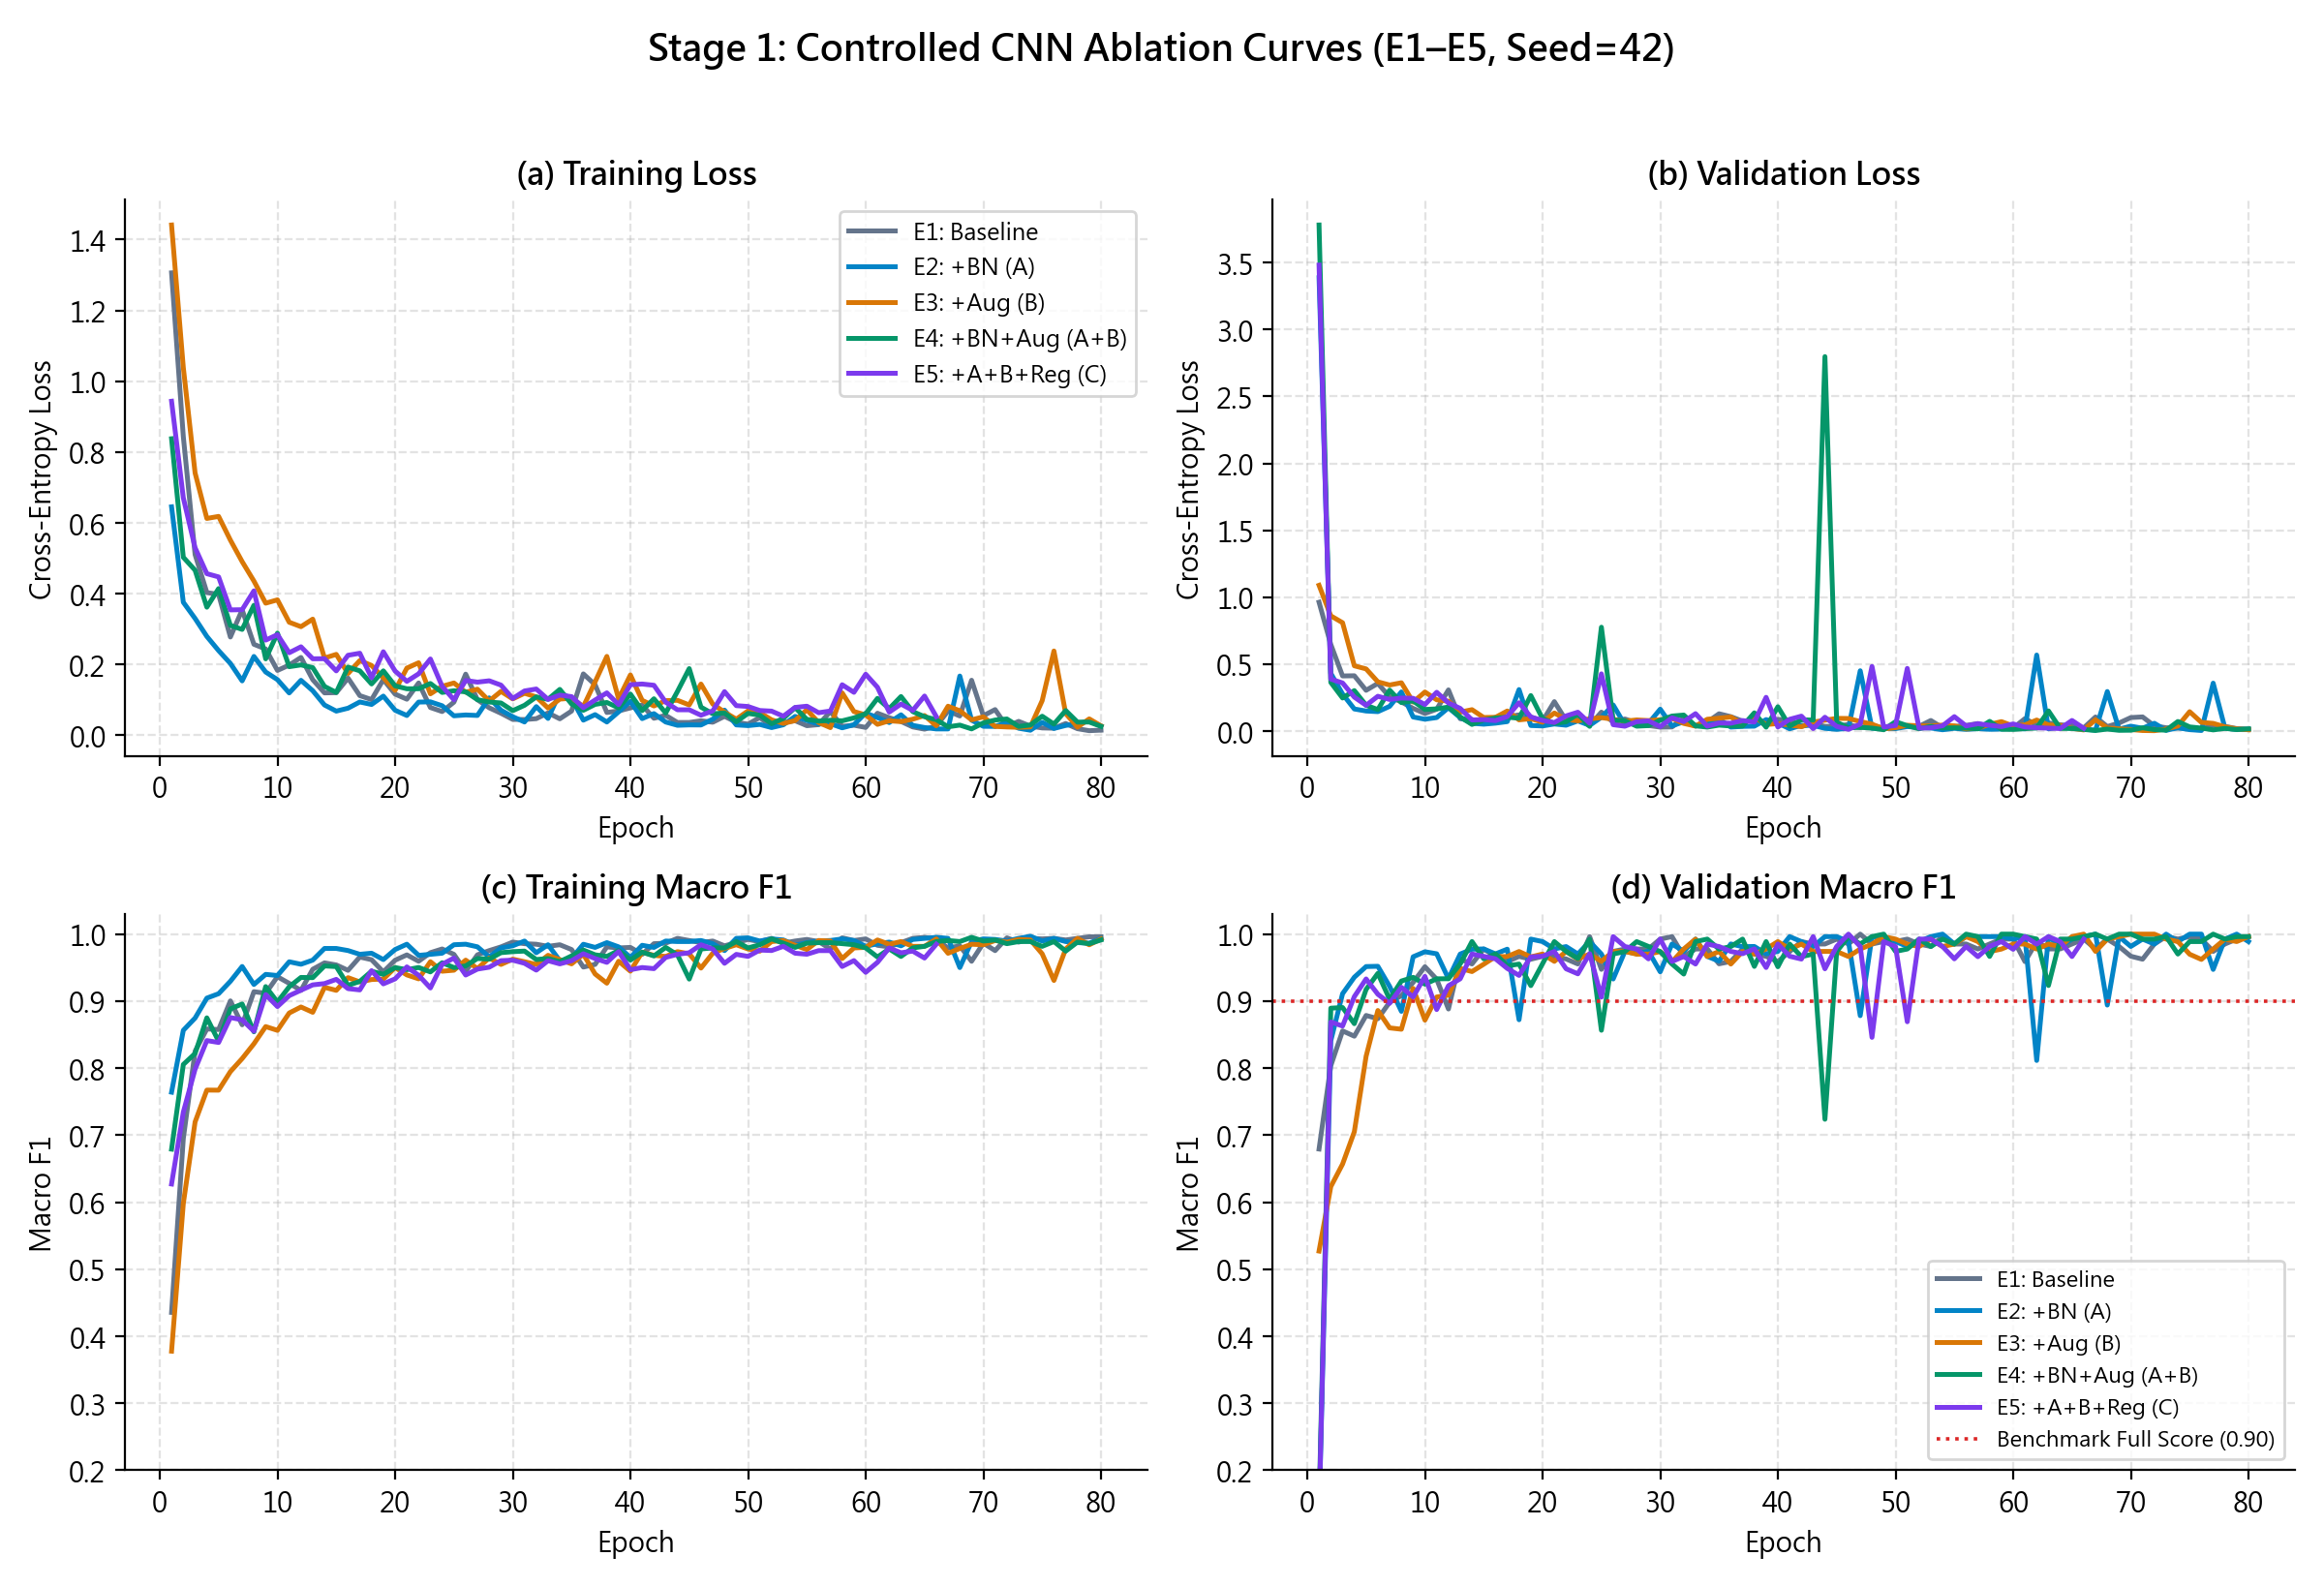 Stage 1: Controlled CNN Ablation Curves (E1–E5, Seed=42)
(a) Training Loss
Cross-Entropy Loss
1.4
1.2
1.0
0.8
0.6
0.4
0.2
0.0
0 10 20 30 40 50 60 70 80
Epoch
E1: Baseline
E2: +BN (A)
E3: +Aug (B)
E4: +BN+Aug (A+B)
E5: +A+B+Reg (C)
(b) Validation Loss
Cross-Entropy Loss
3.5
3.0
2.5
2.0
1.5
1.0
0.5
0.0
0 10 20 30 40 50 60 70 80
Epoch
(c) Training Macro F1
Macro F1
1.0
0.9
0.8
0.7
0.6
0.5
0.4
0.3
0.2
0 10 20 30 40 50 60 70 80
Epoch
(d) Validation Macro F1
Macro F1
1.0
0.9
0.8
0.7
0.6
0.5
0.4
0.3
0.2
0 10 20 30 40 50 60 70 80
Epoch
E1: Baseline
E2: +BN (A)
E3: +Aug (B)
E4: +BN+Aug (A+B)
E5: +A+B+Reg (C)
Benchmark Full Score (0.90)